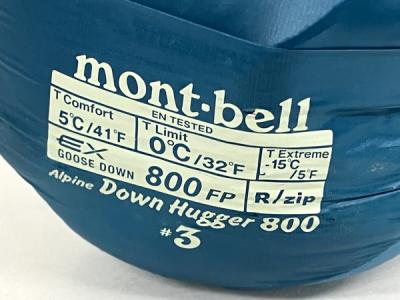 mont·bell
EN TESTED
T Comfort
5℃/41°F
T Limit
0℃/32°F
T Extreme
-15℃
/5°F
EX
GOOSE DOWN
800 FP
R/zip
Alpine Down Hugger 800
#3